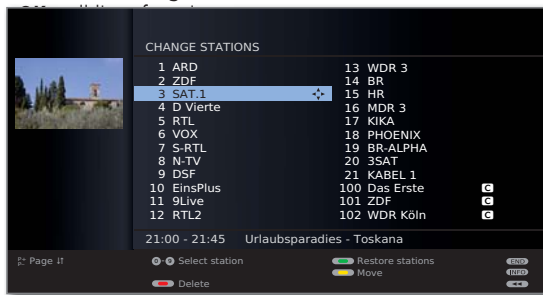 CHANGE STATIONS
1 ARD
2 ZDF
3 SAT.1
4 D Vierte
5 RTL
6 VOX
7 S-RTL
8 N-TV
9 DSF
10 EinsPlus
11 9Live
12 RTL2
13 WDR 3
14 BR
15 HR
16 MDR 3
17 KIKA
18 PHOENIX
19 BR-ALPHA
20 3SAT
21 KABEL 1
100 Das Erste C
101 ZDF C
102 WDR Köln C
21:00 - 21:45 Urlaubsparadies - Toskana
P+ P- Page
Select station
Delete
Restore stations
Move
END
INFO